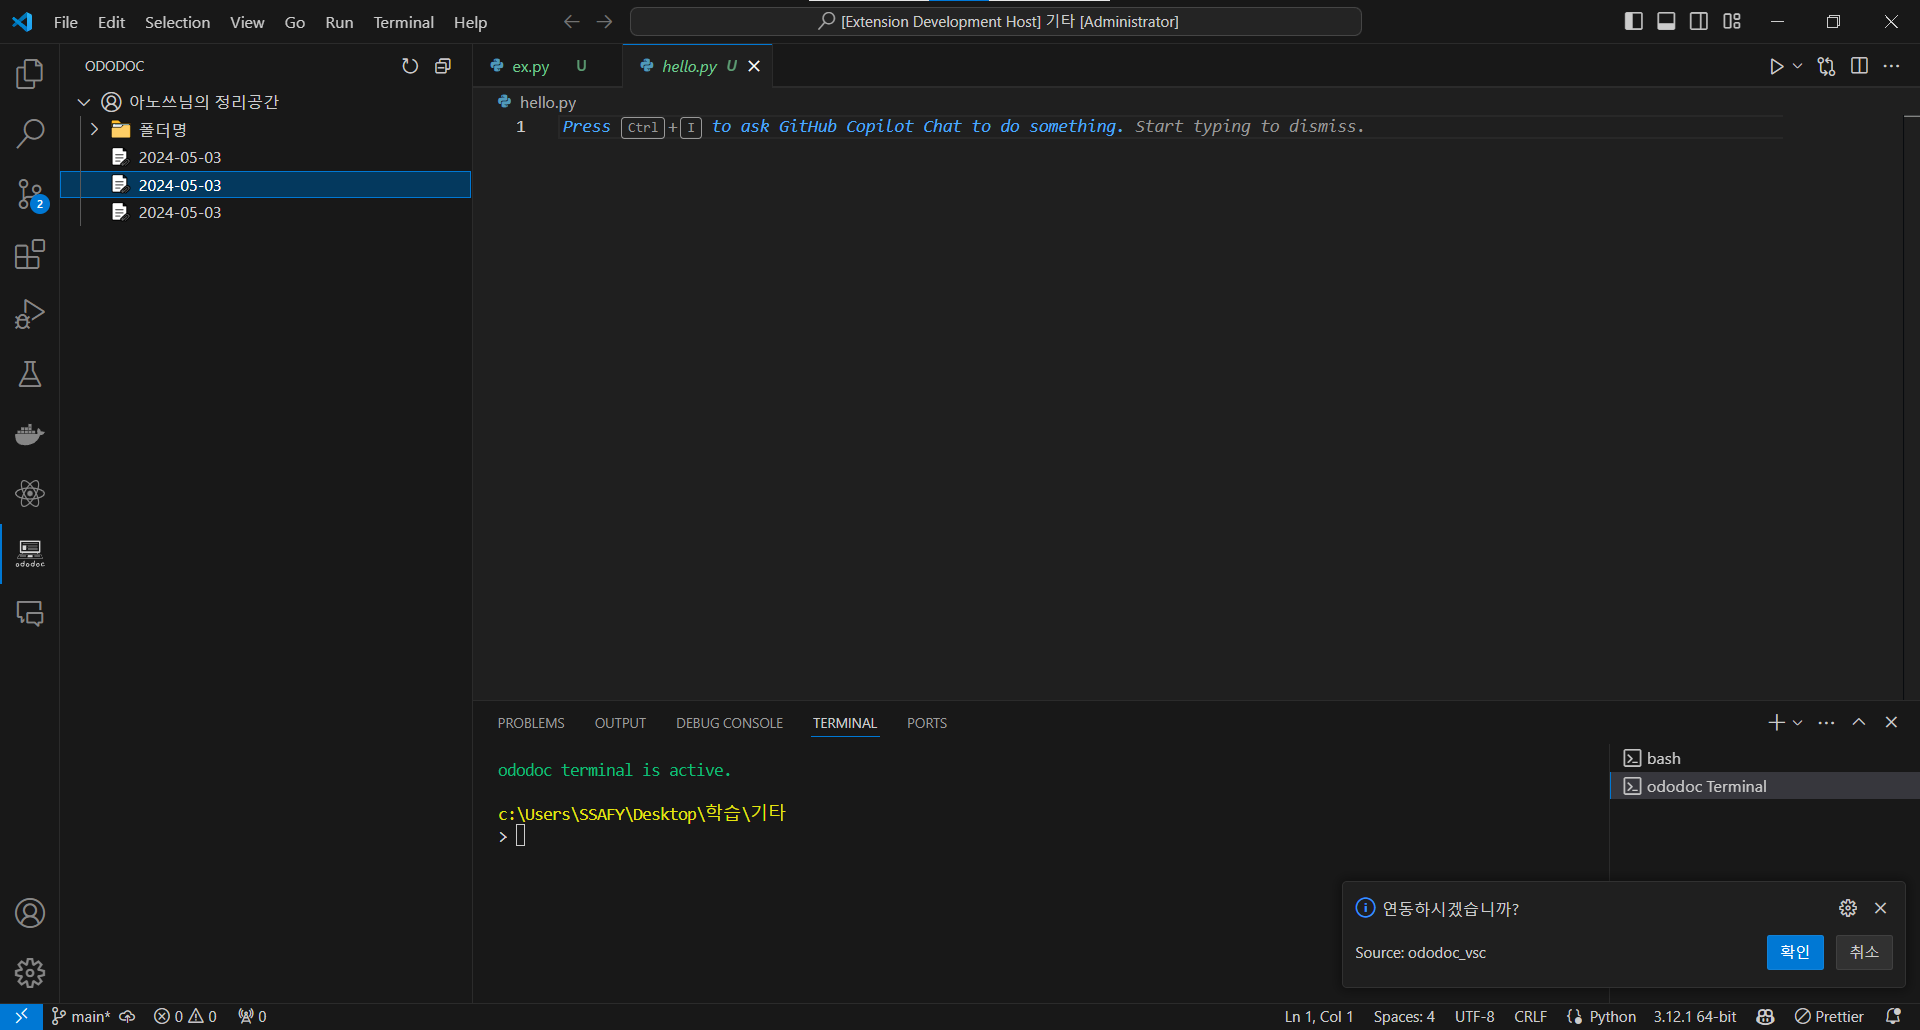 File Edit Selection View Go Run Terminal Help
[Extension Development Host] 기타 [Administrator]
ODODOC
아노쓰님의 정리공간
폴더명
2024-05-03
2024-05-03
2024-05-03
2
ododoc
ex.py U
hello.py U
hello.py
1 Press Ctrl+I to ask GitHub Copilot Chat to do something. Start typing to dismiss.
PROBLEMS OUTPUT DEBUG CONSOLE TERMINAL PORTS
ododoc terminal is active.
c:\Users\SSAFY\Desktop\학습\기타
>
bash
ododoc Terminal
연동하시겠습니까?
Source: ododoc_vsc
확인 취소
main* 0 0 0
Ln 1, Col 1 Spaces: 4 UTF-8 CRLF Python 3.12.1 64-bit Prettier